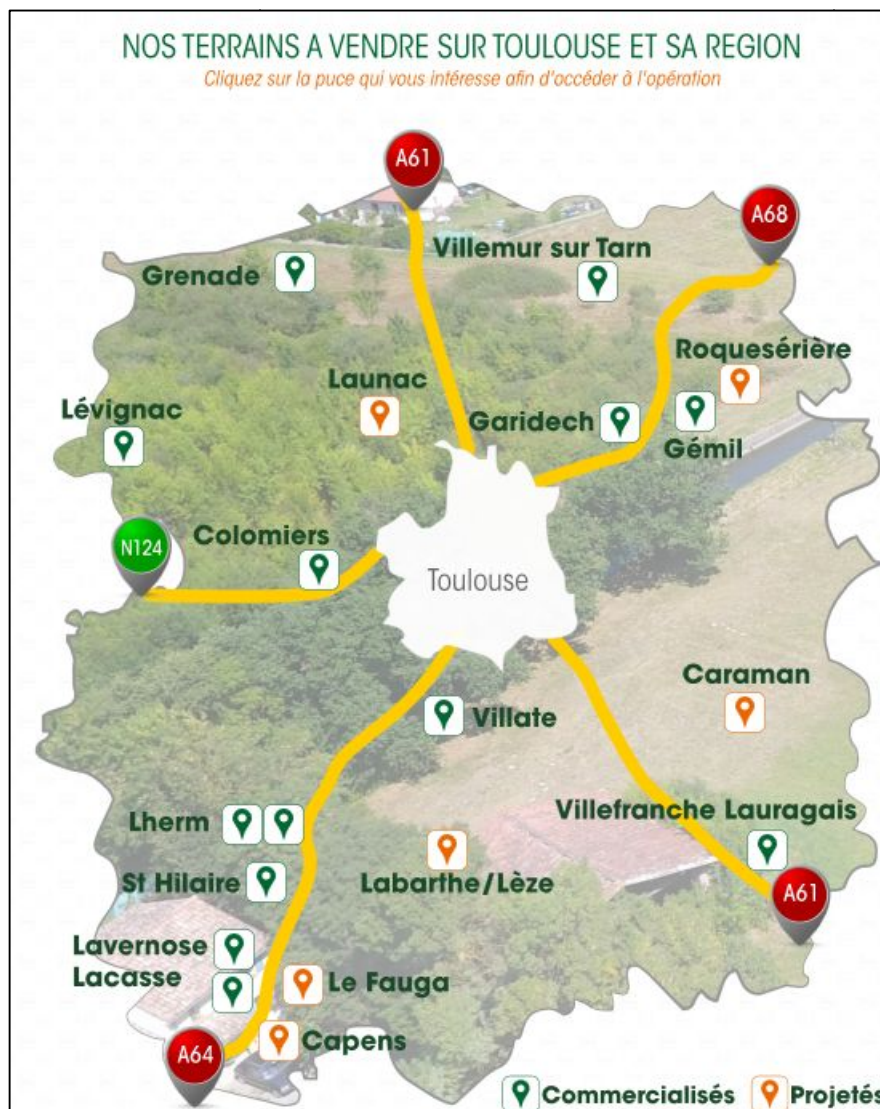 NOS TERRAINS A VENDRE SUR TOULOUSE ET SA REGION
Cliquez sur la puce qui vous intéresse afin d'accéder à l'opération
A61
A68
Villemur sur Tarn
Grenade
Roquesérière
Launac
Lévignac
Garidech
Gémil
N124
Colomiers
Toulouse
Caraman
Villate
Villefranche Lauragais
Lherm
St Hilaire
Labarthe/Lèze
A61
Lavernose
Lacasse
Le Fauga
Capens
A64
Commercialisés
Projetés